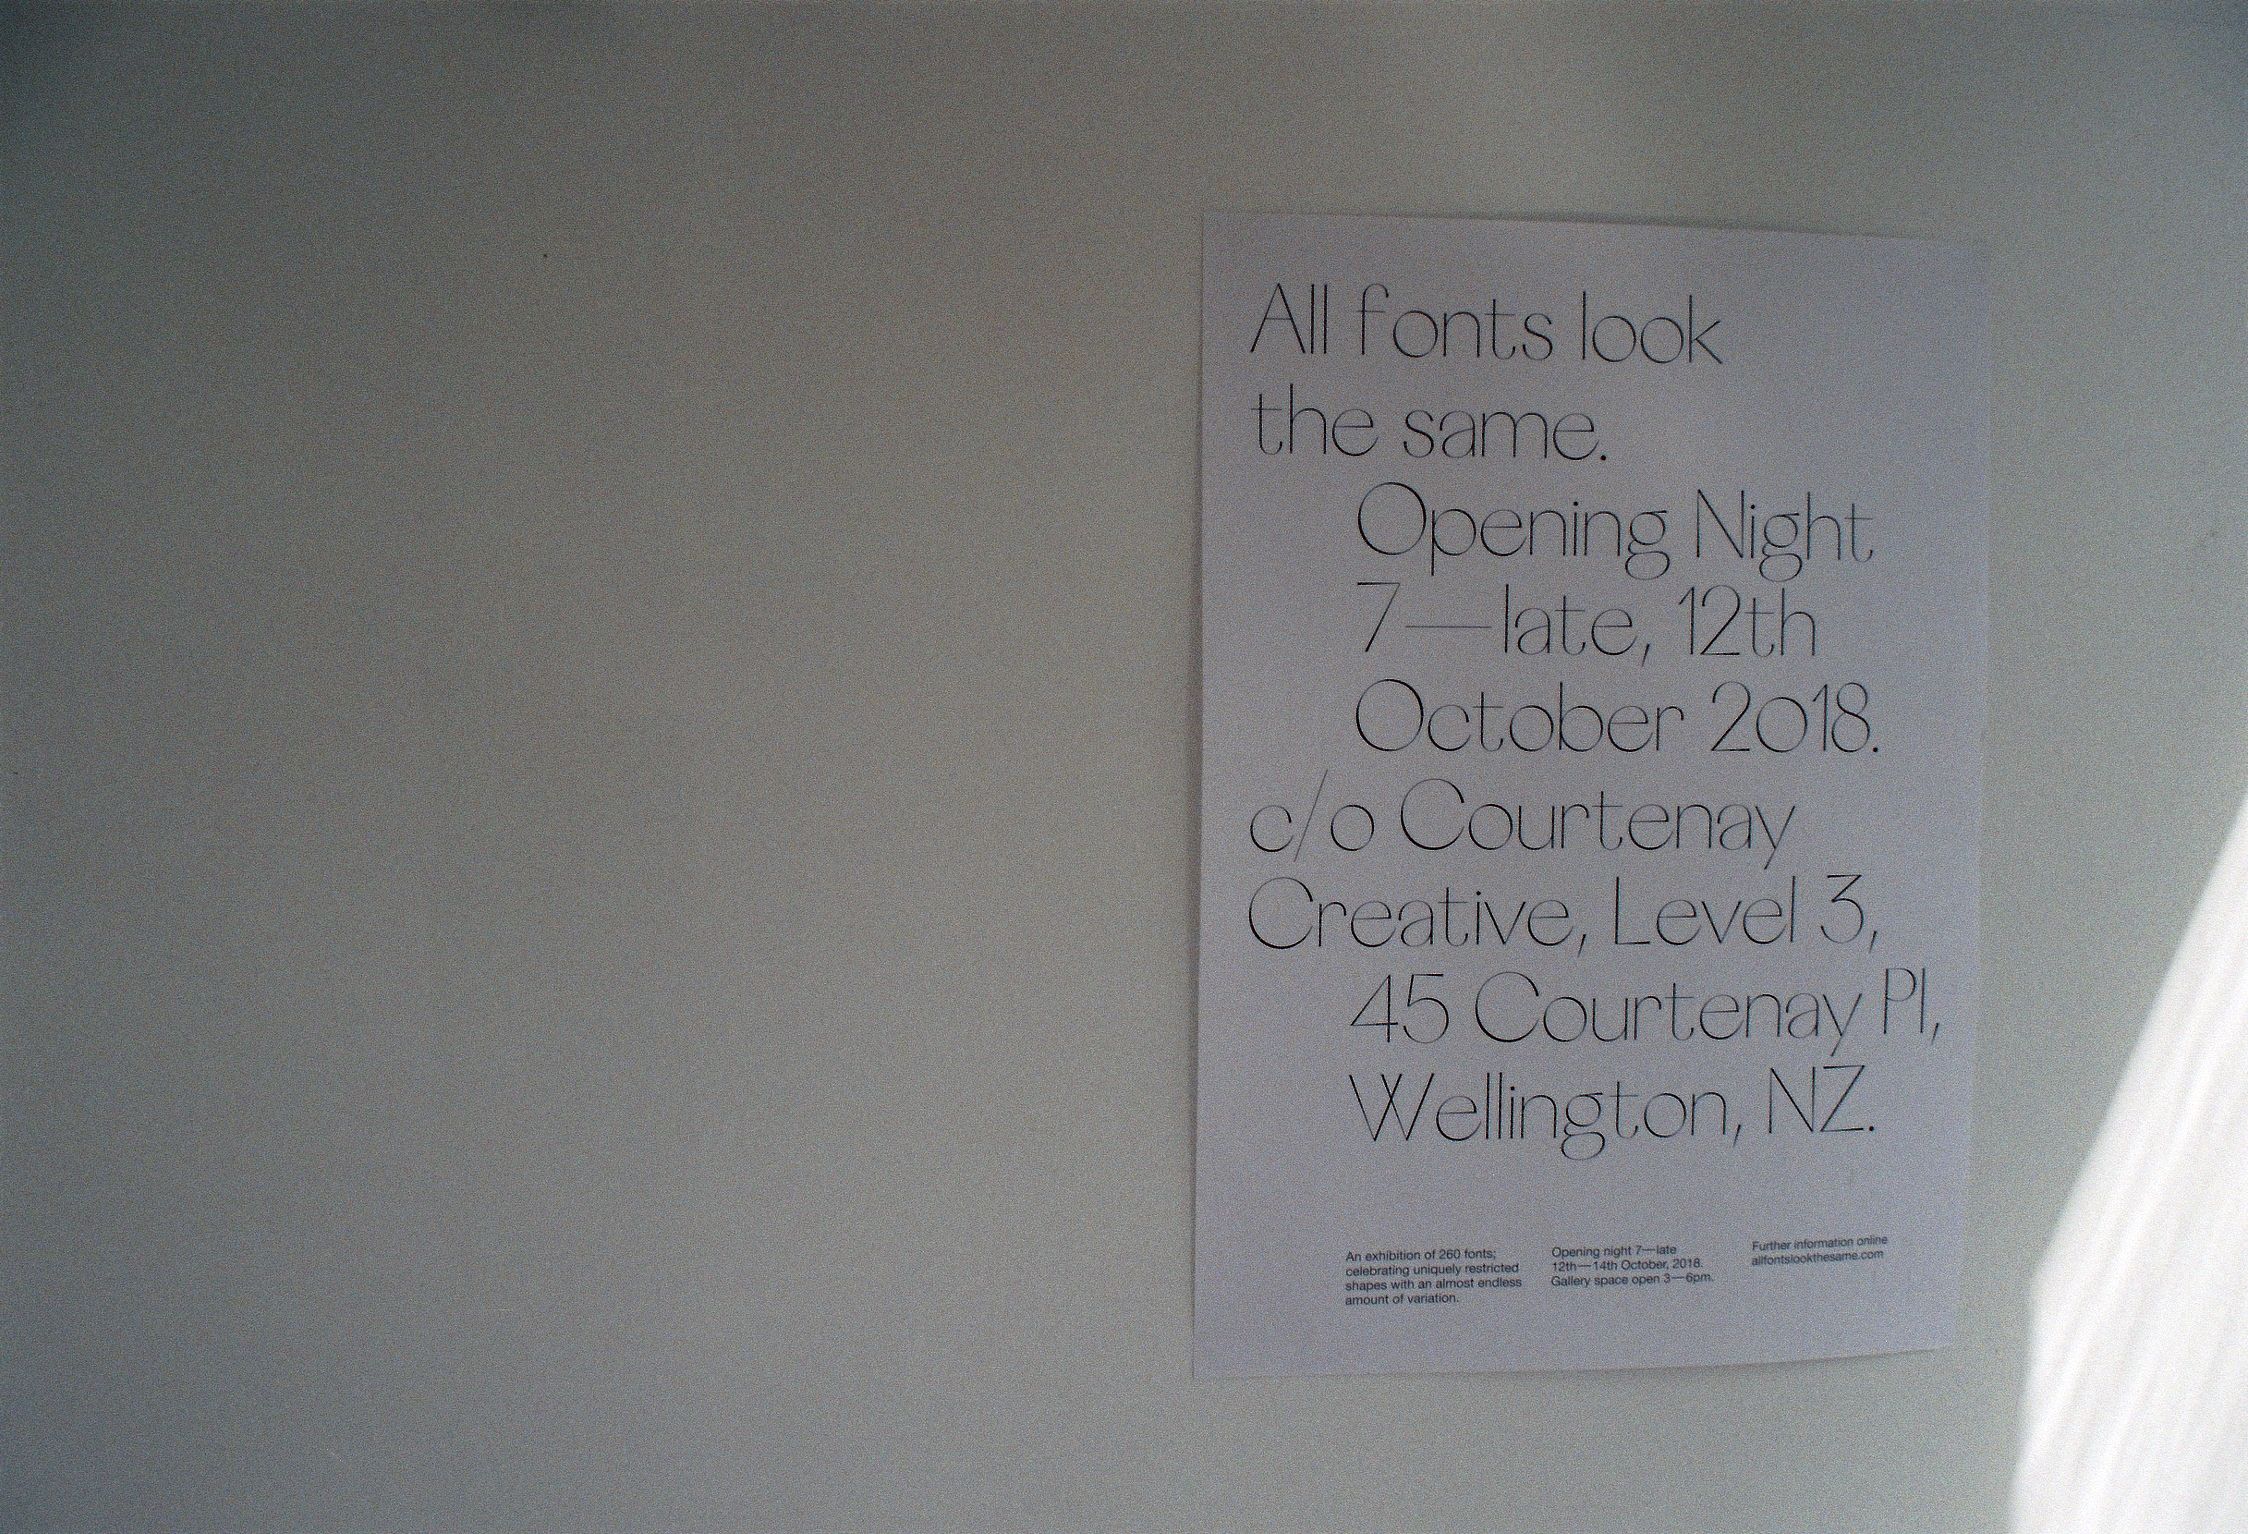 All fonts look
the same.
Opening Night
7—late, 12th
October 2018.
c/o Courtenay
Creative, Level 3,
45 Courtenay Pl,
Wellington, NZ.
An exhibition of 260 fonts;
celebrating uniquely restricted
shapes with an almost endless
amount of variation.
Opening night 7—late
12th—14th October, 2018.
Gallery space open 3—6pm.
Further information online
allfontslookthesame.com